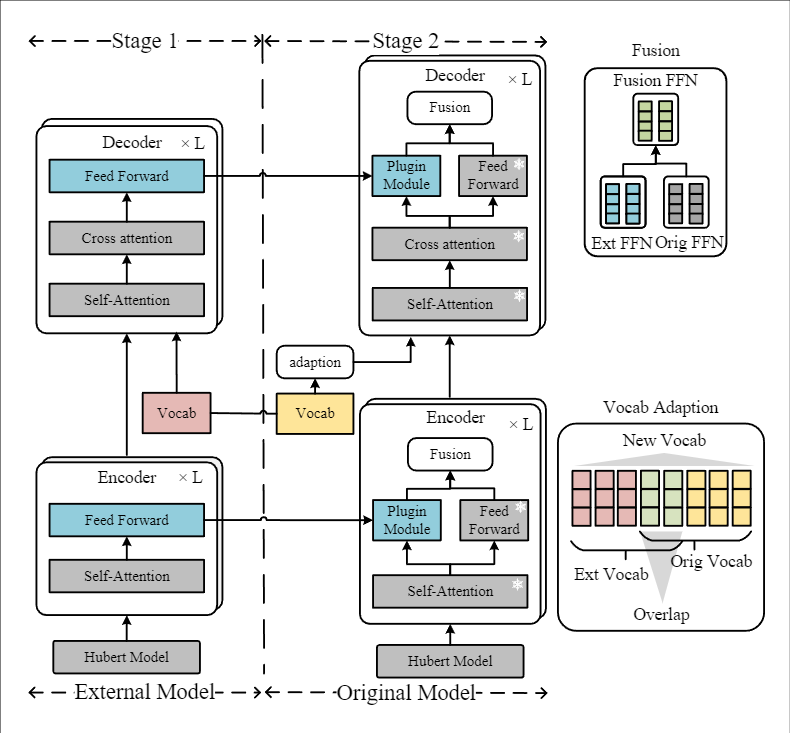 Stage 1
Stage 2
Decoder
× L
Feed Forward
Cross attention
Self-Attention
Vocab
Encoder
× L
Feed Forward
Self-Attention
Hubert Model
External Model
Decoder
× L
Fusion
Plugin
Module
Feed
Forward
Cross attention
Self-Attention
adaption
Vocab
Encoder
× L
Fusion
Plugin
Module
Feed
Forward
Self-Attention
Hubert Model
Original Model
Fusion
Fusion FFN
Ext FFN
Orig FFN
Vocab Adaption
New Vocab
Orig Vocab
Ext Vocab
Overlap